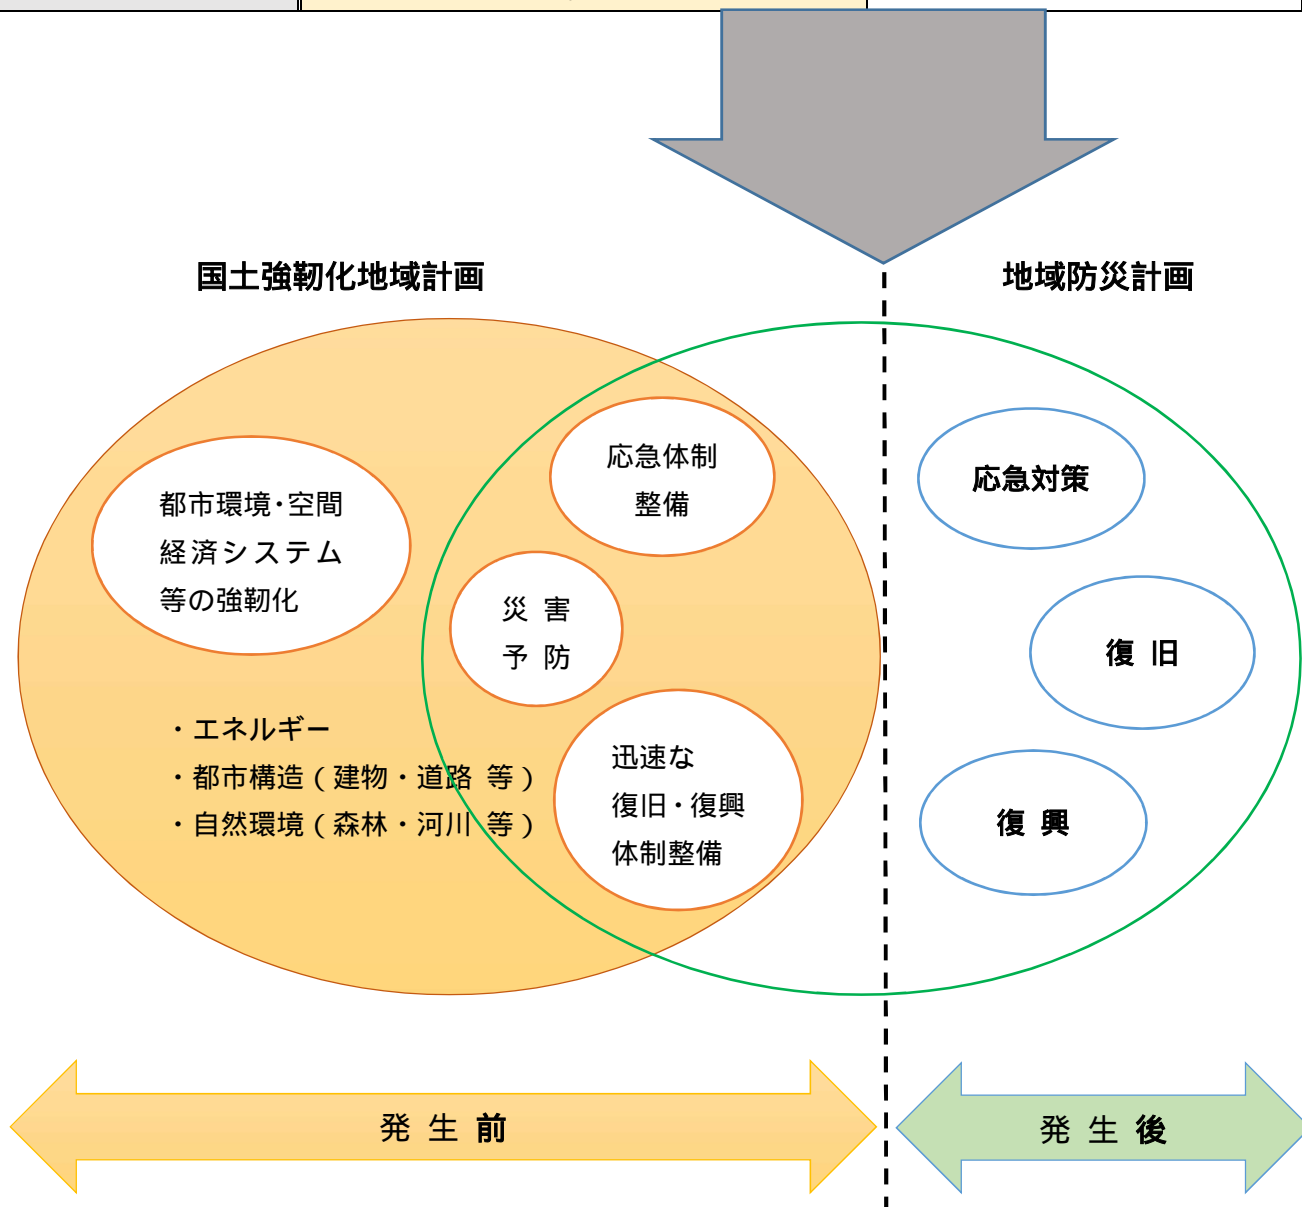 国土強靭化地域計画
地域防災計画
都市環境・空間
経済システム
等の強靭化
応急体制
整備
災 害
予 防
迅速な
復旧・復興
体制整備
・エネルギー
・都市構造（建物・道路 等）
・自然環境（森林・河川 等）
応急対策
復 旧
復 興
発 生 前
発 生 後